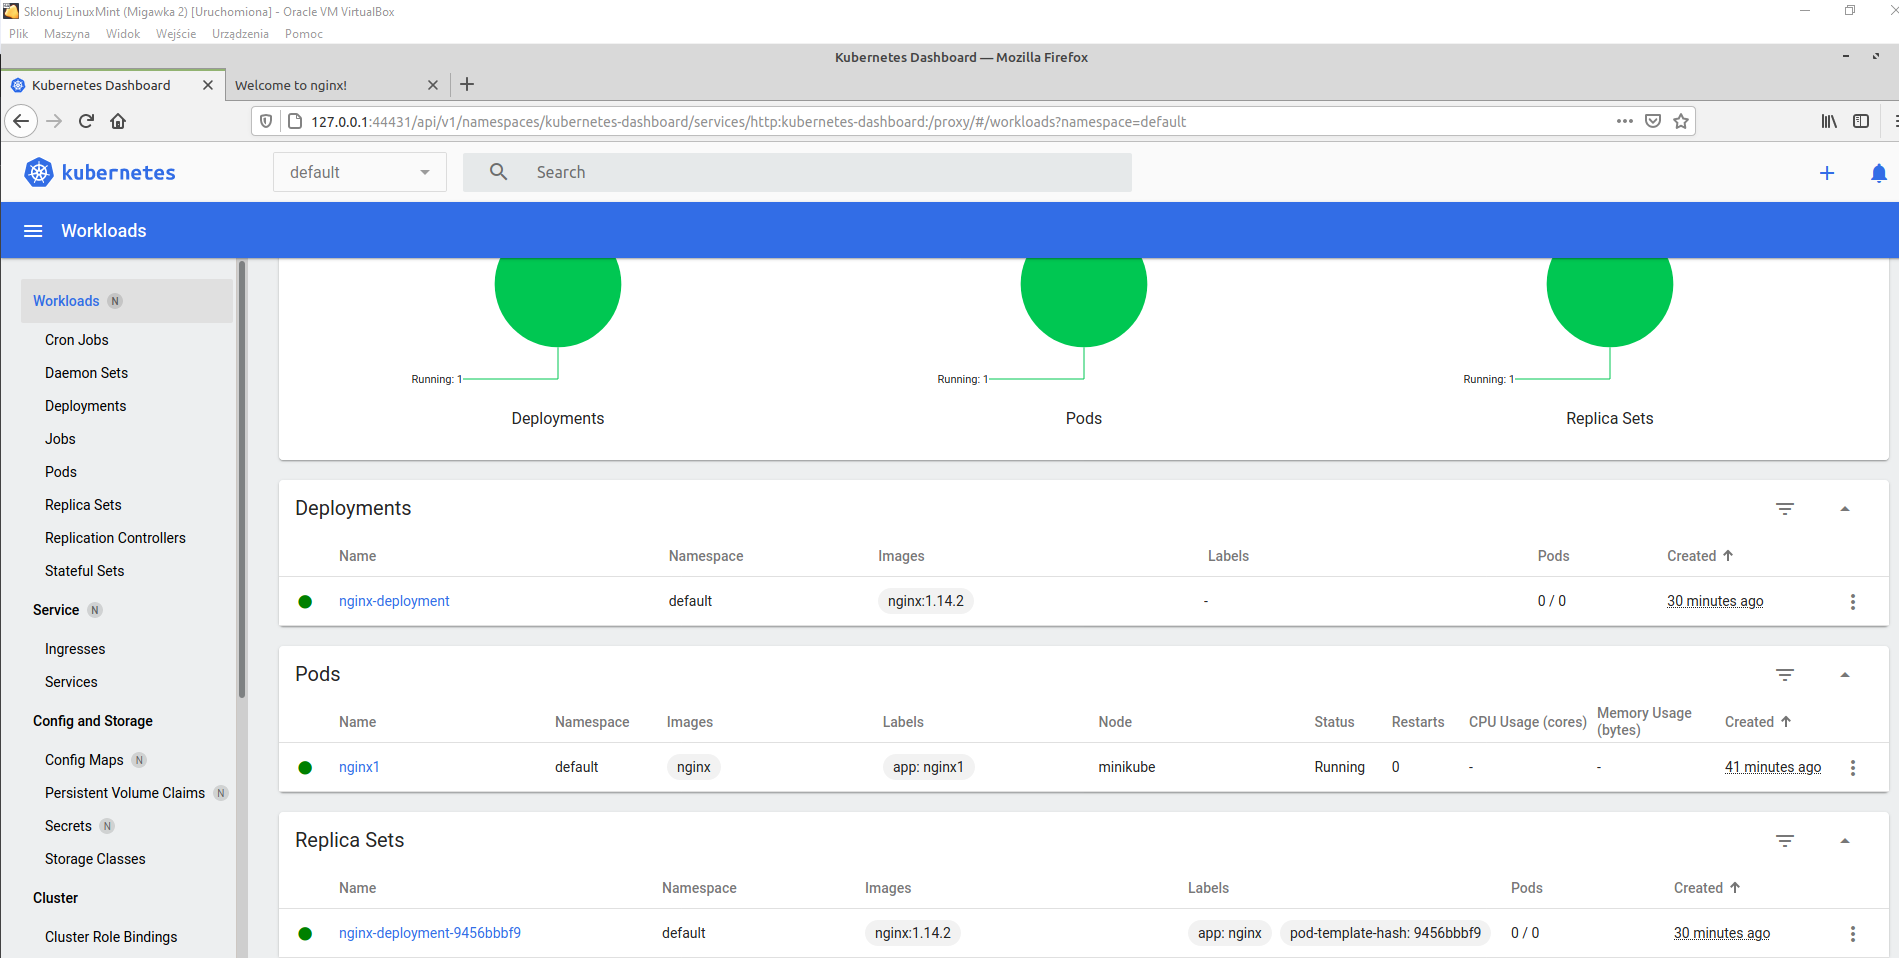 Sklonuj LinuxMint (Migawka 2) [Uruchomiona] - Oracle VM VirtualBox
Plik Maszyna Widok Wejście Urządzenia Pomoc
Kubernetes Dashboard — Mozilla Firefox
Kubernetes Dashboard Welcome to nginx!
127.0.0.1:44431/api/v1/namespaces/kubernetes-dashboard/services/http:kubernetes-dashboard:/proxy/#/workloads?namespace=default
kubernetes default Search
Workloads
Workloads N
Cron Jobs
Daemon Sets
Deployments
Jobs
Pods
Replica Sets
Replication Controllers
Stateful Sets
Service N
Ingresses
Services
Config and Storage
Config Maps N
Persistent Volume Claims N
Secrets N
Storage Classes
Cluster
Cluster Role Bindings
Running: 1 Running: 1 Running: 1
Deployments Pods Replica Sets
Deployments
Name Namespace Images Labels Pods Created
nginx-deployment default nginx:1.14.2 - 0 / 0 30 minutes ago
Pods
Name Namespace Images Labels Node Status Restarts CPU Usage (cores) Memory Usage (bytes) Created
nginx1 default nginx app: nginx1 minikube Running 0 - - 41 minutes ago
Replica Sets
Name Namespace Images Labels Pods Created
nginx-deployment-9456bbbf9 default nginx:1.14.2 app: nginx pod-template-hash: 9456bbbf9 0 / 0 30 minutes ago